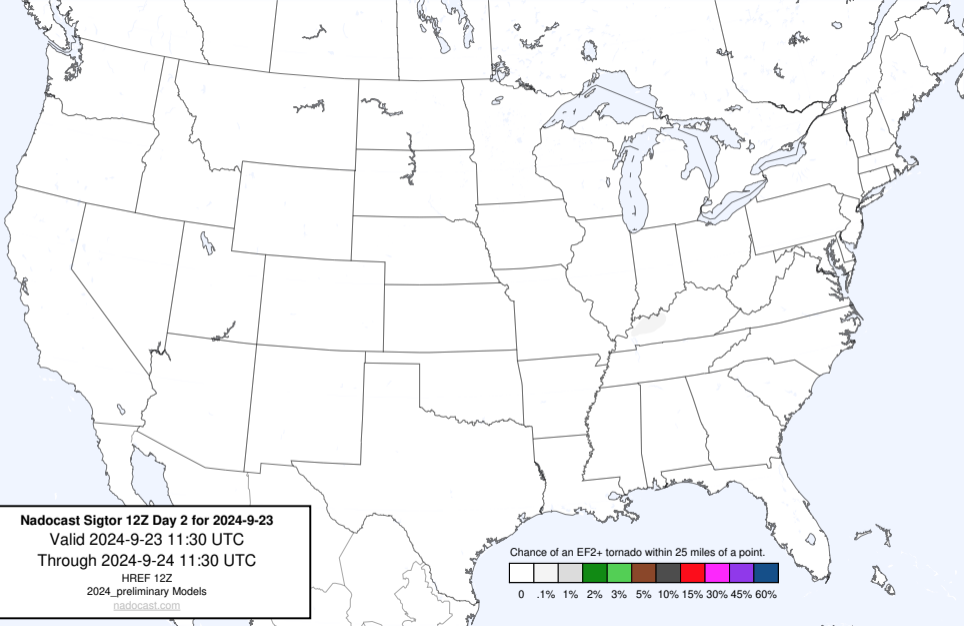 Nadocast Sigtor 12Z Day 2 for 2024-9-23
Valid 2024-9-23 11:30 UTC
Through 2024-9-24 11:30 UTC
HREF 12Z
2024_preliminary Models
nadocast.com
Chance of an EF2+ tornado within 25 miles of a point.
0 .1% 1% 2% 3% 5% 10% 15% 30% 45% 60%